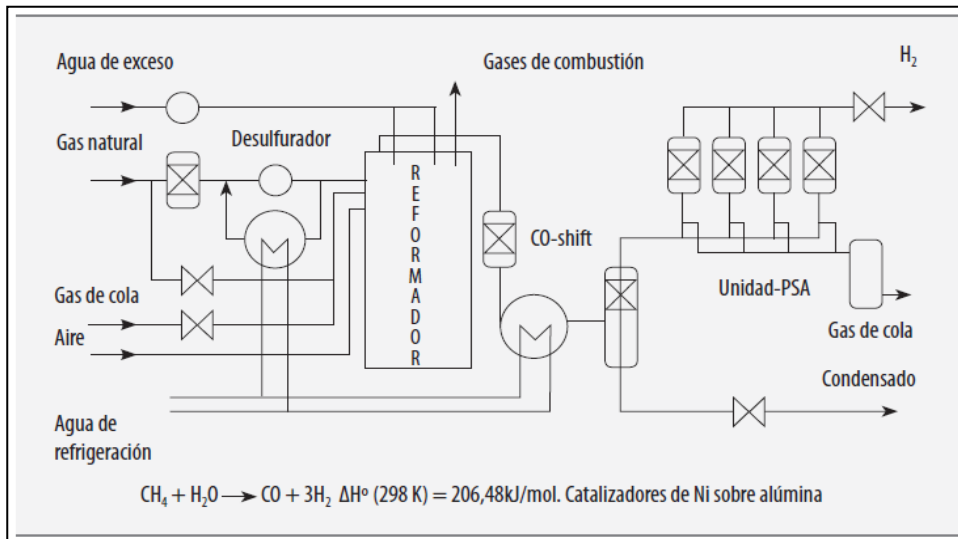 Agua de exceso
Gases de combustión
H₂
Gas natural
Desulfurador
REFORMADOR
CO-shift
Unidad-PSA
Gas de cola
Aire
Gas de cola
Condensado
Agua de
refrigeración
CH₄ + H₂O → CO + 3H₂ ΔHº (298 K) = 206,48kJ/mol. Catalizadores de Ni sobre alúmina